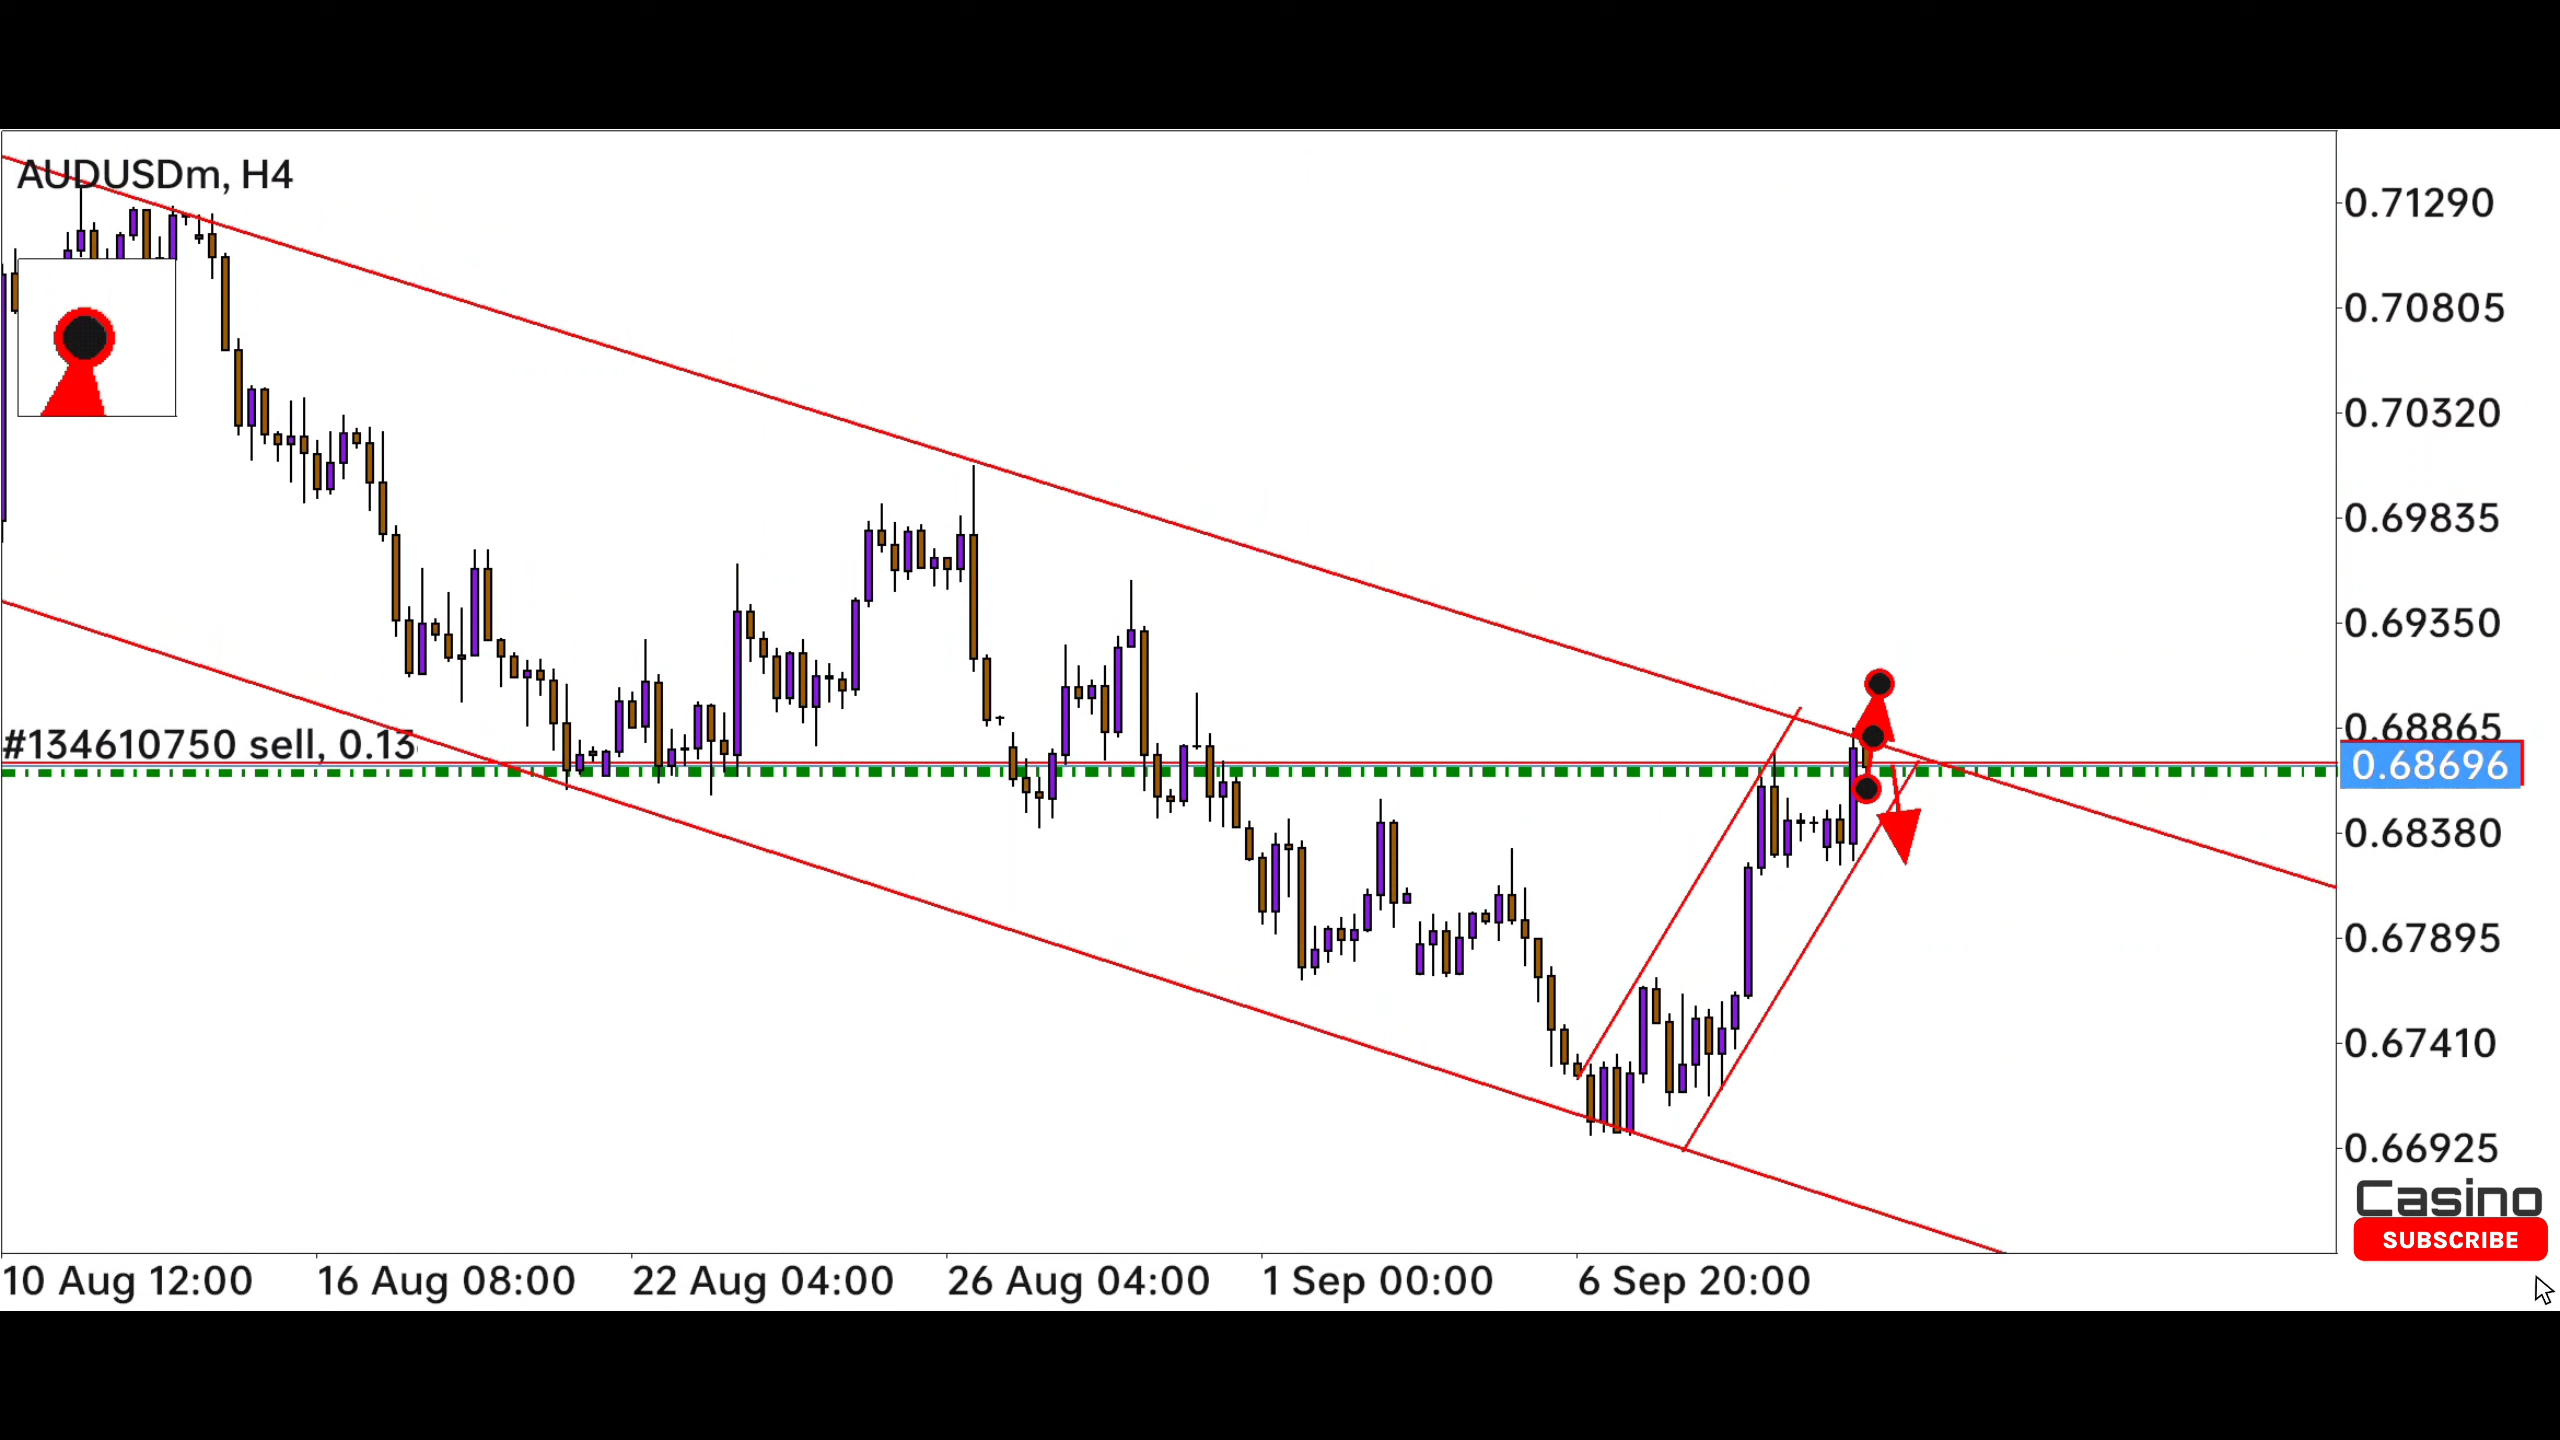 AUDUSDm, H4
0.71290
0.70805
0.70320
0.69835
0.69350
#134610750 sell, 0.13
0.68865
0.68696
0.68380
0.67895
0.67410
0.66925
Casino
SUBSCRIBE
10 Aug 12:00
16 Aug 08:00
22 Aug 04:00
26 Aug 04:00
1 Sep 00:00
6 Sep 20:00